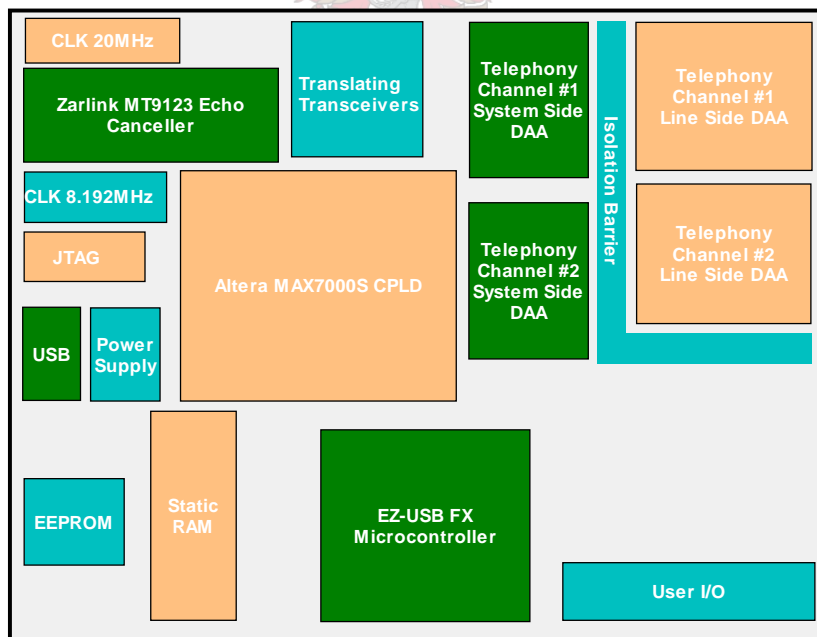 CLK 20MHz
Zarlink MT9123 Echo
Canceller
Translating
Transceivers
Telephony
Channel #1
System Side
DAA
Isolation Barrier
Telephony
Channel #1
Line Side DAA
CLK 8.192MHz
JTAG
Altera MAX7000S CPLD
Telephony
Channel #2
System Side
DAA
Telephony
Channel #2
Line Side DAA
USB
Power
Supply
EEPROM
Static
RAM
EZ-USB FX
Microcontroller
User I/O